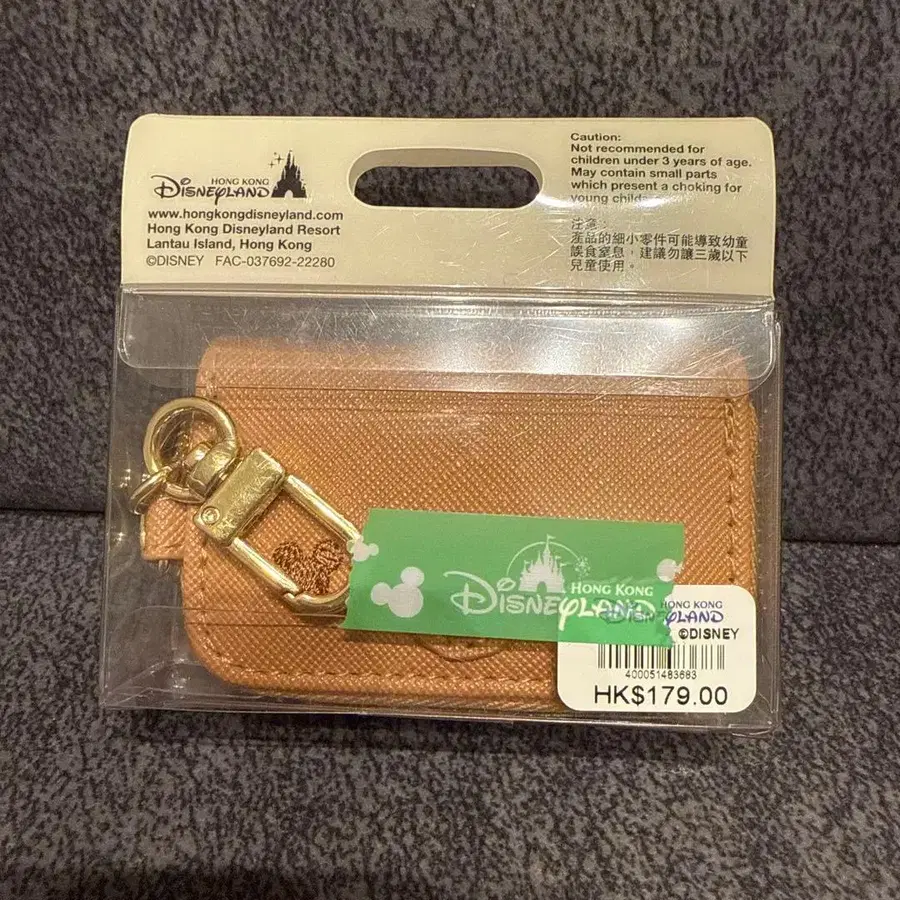 HONG KONG
DISNEYLAND
www.hongkongdisneyland.com
Hong Kong Disneyland Resort
Lantau Island, Hong Kong
©DISNEY FAC-037692-22280
Caution:
Not recommended for
children under 3 years of age.
May contain small parts
which present a choking for
young child
注意:
產品的細小零件可能導致幼童
誤食窒息,建議勿讓三歲以下
兒童使用。
HONG KONG
DISNEYLAND
HONG KONG
DISNEYLAND
©DISNEY
400051483683
HK$179.00